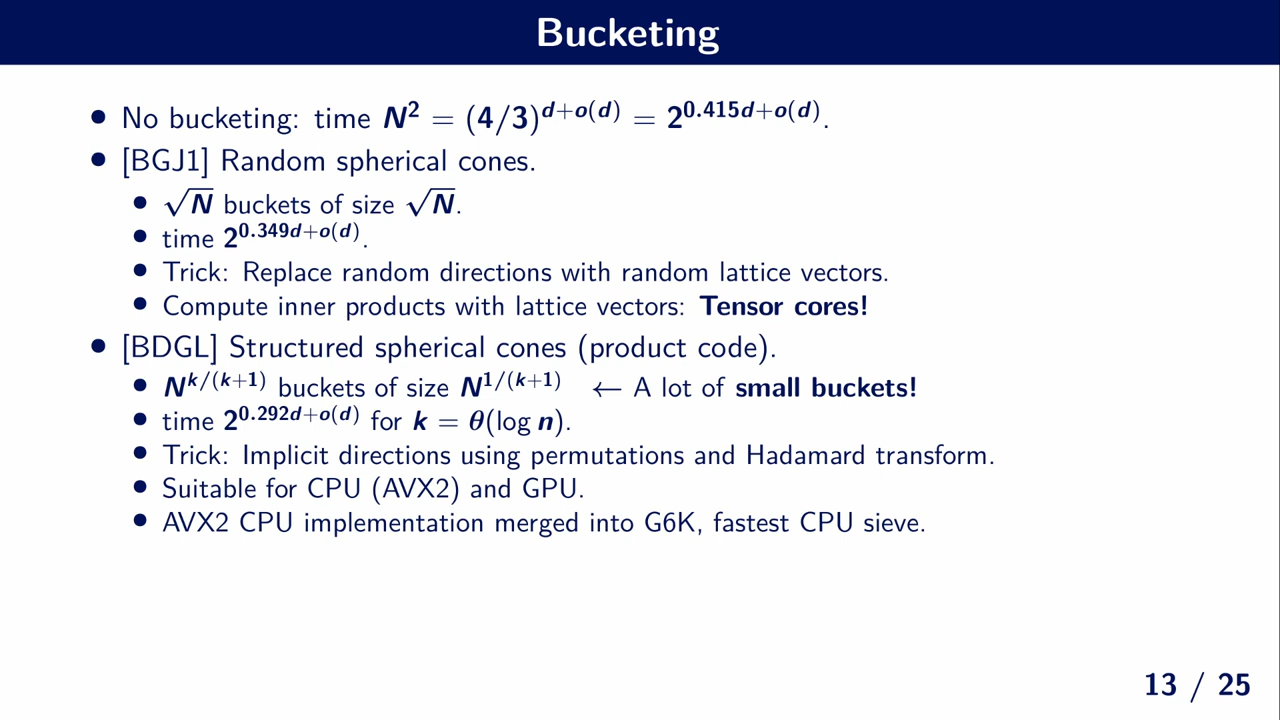 Bucketing
• No bucketing: time N² = (4/3)^{d+o(d)} = 2^{0.415d+o(d)}.
• [BGJ1] Random spherical cones.
• √N buckets of size √N.
• time 2^{0.349d+o(d)}.
• Trick: Replace random directions with random lattice vectors.
• Compute inner products with lattice vectors: Tensor cores!
• [BDGL] Structured spherical cones (product code).
• N^{k/(k+1)} buckets of size N^{1/(k+1)} ← A lot of small buckets!
• time 2^{0.292d+o(d)} for k = θ(log n).
• Trick: Implicit directions using permutations and Hadamard transform.
• Suitable for CPU (AVX2) and GPU.
• AVX2 CPU implementation merged into G6K, fastest CPU sieve.
13 / 25